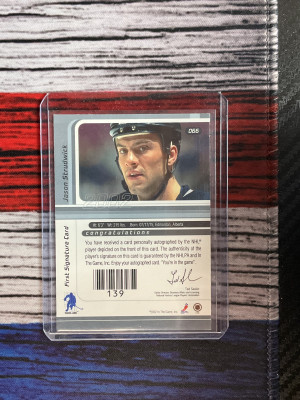 066
Jason Strudwick
First Signature Card
congratulations
You have received a card personally autographed by the NHL®
player depicted on the front of this card. The authenticity of
the player's signature on this card is guaranteed by the NHLPA and
to The Game, Inc. Enjoy your autographed card. "You're in the game".
139